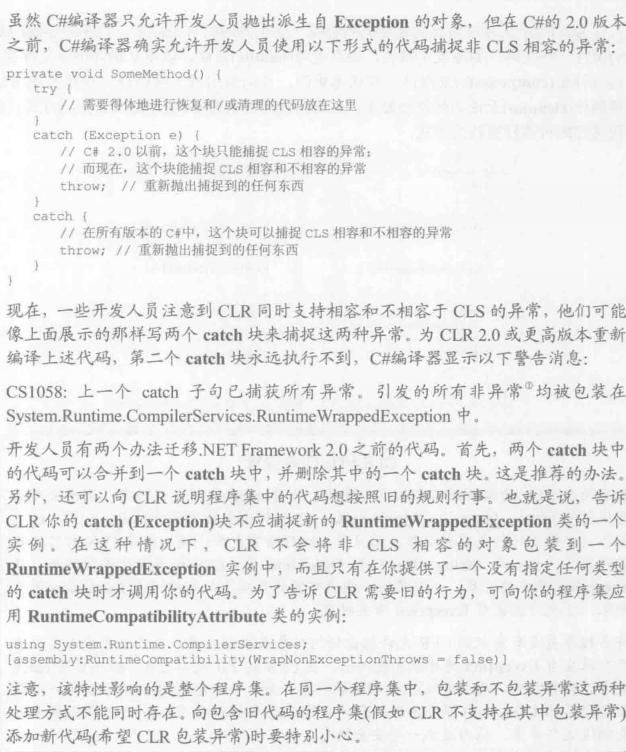 虽然 C#编译器只允许开发人员抛出派生自 Exception 的对象，但在 C#的 2.0 版本
之前，C#编译器确实允许开发人员使用以下形式的代码捕捉非 CLS 相容的异常：
private void SomeMethod() {
    try {
        // 需要得体地进行恢复和/或清理的代码放在这里
    }
    catch (Exception e) {
        // C# 2.0 以前，这个块只能捕捉 CLS 相容的异常；
        // 而现在，这个块能捕捉 CLS 相容和不相容的异常
        throw; // 重新抛出捕捉到的任何东西
    }
    catch {
        // 在所有版本的 C#中，这个块可以捕捉 CLS 相容和不相容的异常
        throw; // 重新抛出捕捉到的任何东西
    }
}
现在，一些开发人员注意到 CLR 同时支持相容和不相容于 CLS 的异常，他们可能
像上面展示的那样写两个 catch 块来捕捉这两种异常。为 CLR 2.0 或更高版本重新
编译上述代码，第二个 catch 块永远执行不到，C#编译器显示以下警告消息：
CS1058: 上一个 catch 子句已捕获所有异常。引发的所有非异常①均被包装在
System.Runtime.CompilerServices.RuntimeWrappedException 中。
开发人员有两个办法迁移.NET Framework 2.0 之前的代码。首先，两个 catch 块中
的代码可以合并到一个 catch 块中，并删除其中的一个 catch 块。这是推荐的办法。
另外，还可以向 CLR 说明程序集中的代码想按照旧的规则行事。也就是说，告诉
CLR 你的 catch (Exception)块不应捕捉新的 RuntimeWrappedException 类的一个
实例。在这种情况下，CLR 不会将非 CLS 相容的对象包装到一个
RuntimeWrappedException 实例中，而且只有在你提供了一个没有指定任何类型
的 catch 块时才调用你的代码。为了告诉 CLR 需要旧的行为，可向你的程序集应
用 RuntimeCompatibilityAttribute 类的实例：
using System.Runtime.CompilerServices;
[assembly:RuntimeCompatibility(WrapNonExceptionThrows = false)]
注意，该特性影响的是整个程序集。在同一个程序集中，包装和不包装异常这两种
处理方式不能同时存在。向包含旧代码的程序集(假如 CLR 不支持在其中包装异常)
添加新代码(希望 CLR 包装异常)时要特别小心。